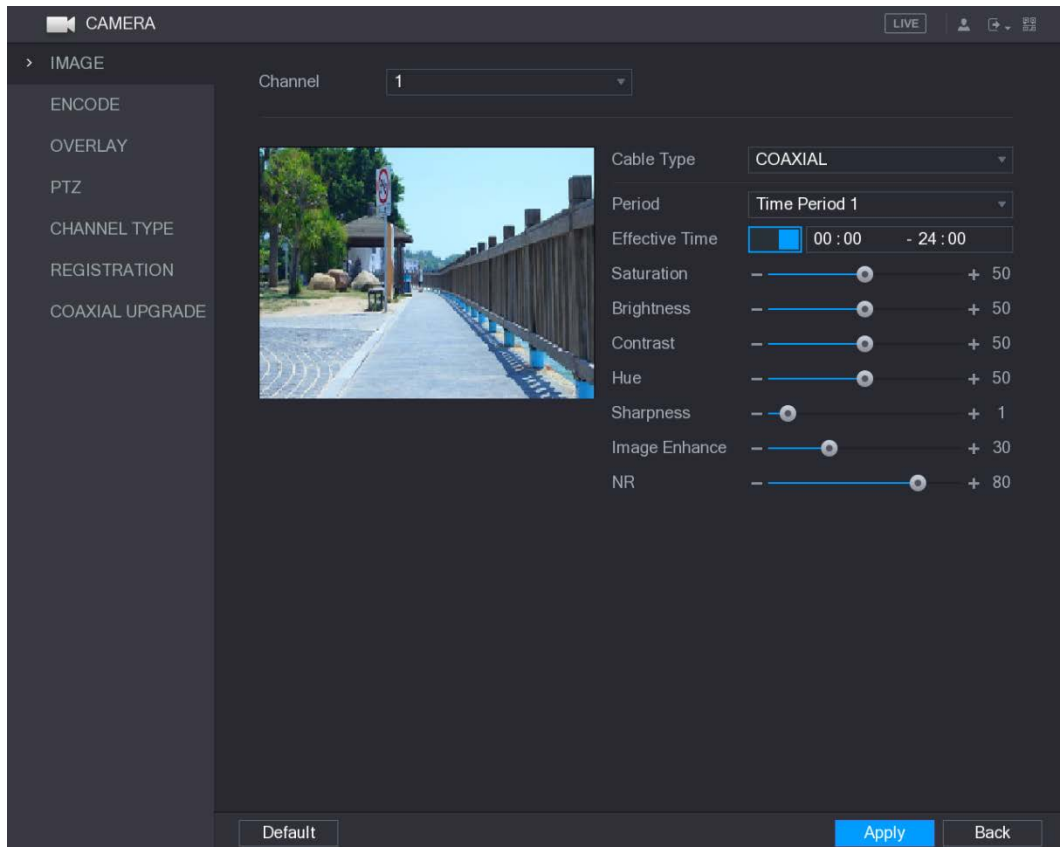 CAMERA
LIVE
IMAGE
ENCODE
OVERLAY
PTZ
CHANNEL TYPE
REGISTRATION
COAXIAL UPGRADE
Channel 1
Cable Type COAXIAL
Period Time Period 1
Effective Time 00 : 00 - 24 : 00
Saturation 50
Brightness 50
Contrast 50
Hue 50
Sharpness 1
Image Enhance 30
NR 80
Default Apply Back